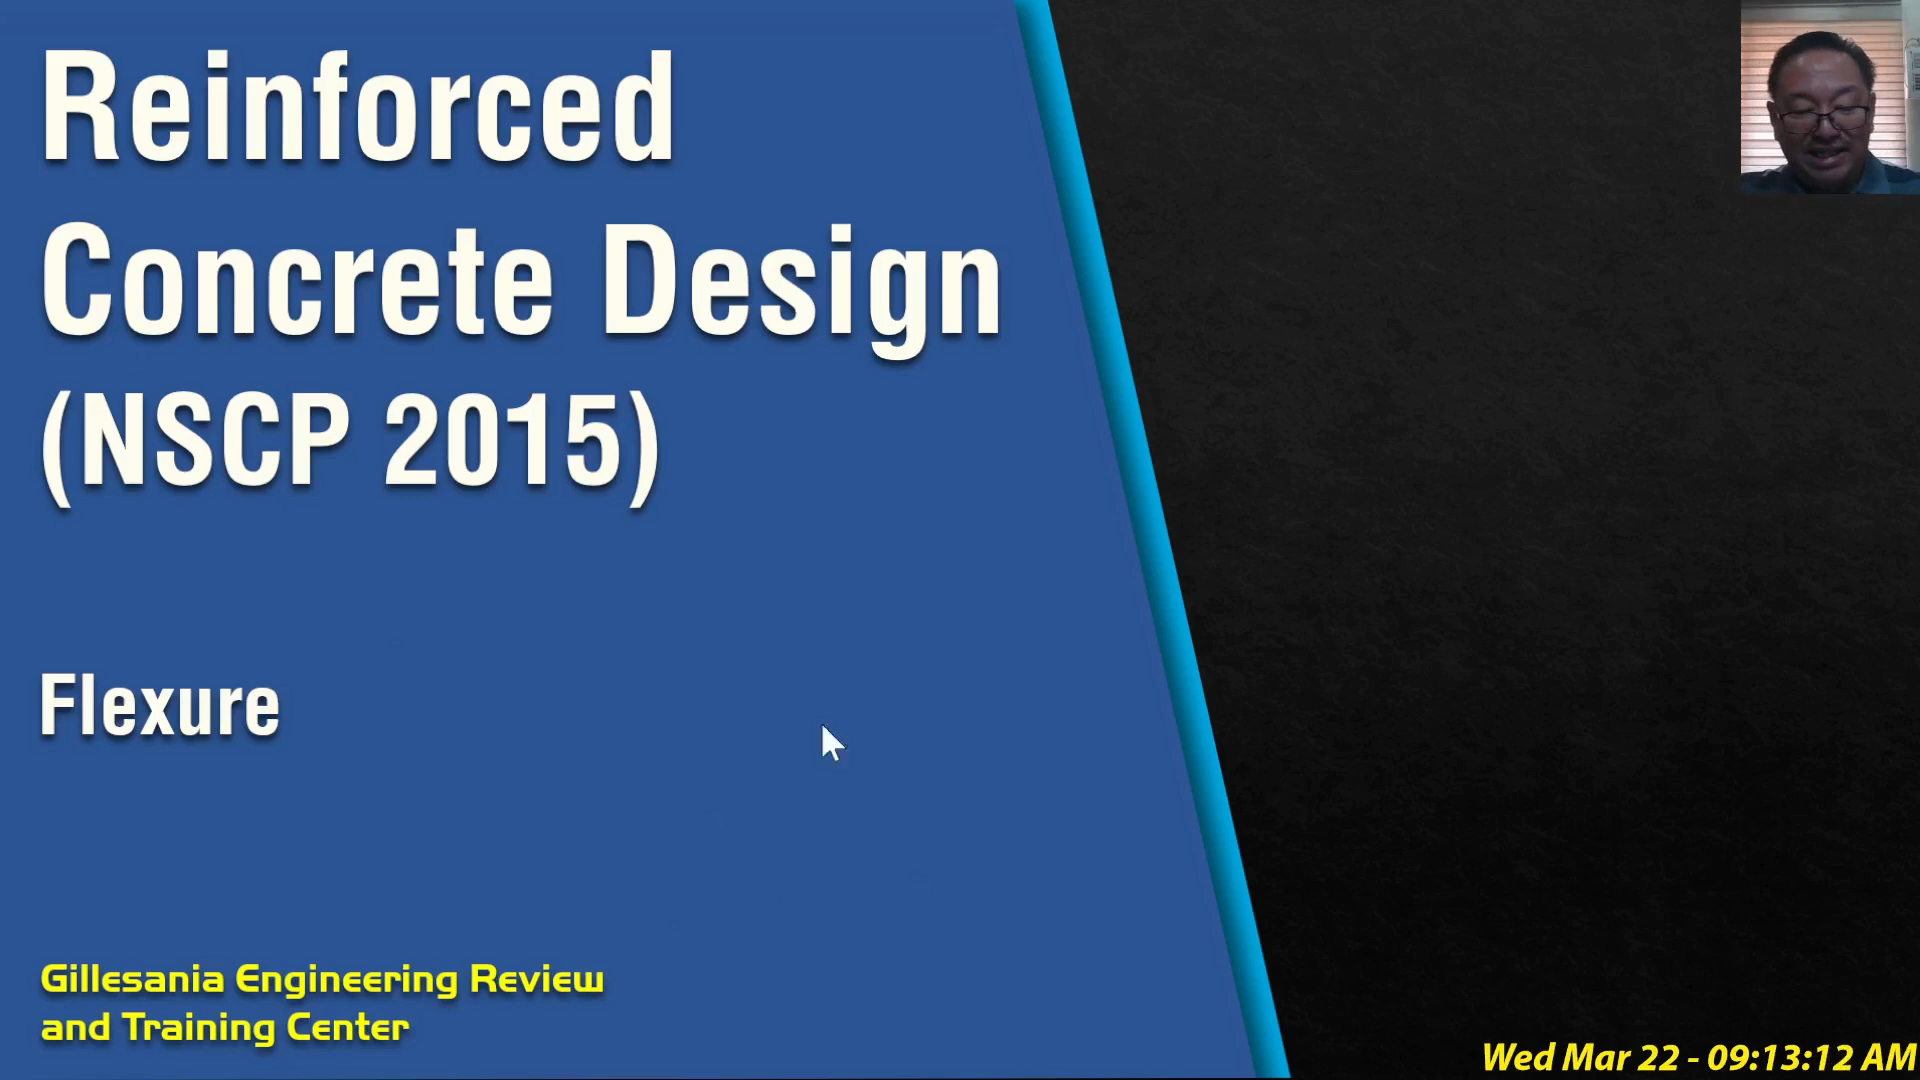 Reinforced
Concrete Design
(NSCP 2015)
Flexure
Gillesania Engineering Review
and Training Center
Wed Mar 22 - 09:13:12 AM